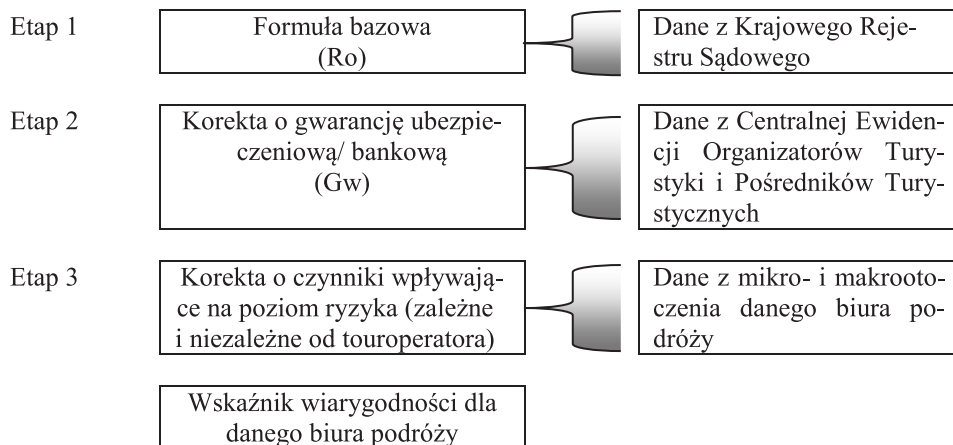 Etap 1
Formuła bazowa
(Ro)
Dane z Krajowego Reje-
stru Sądowego
Etap 2
Korekta o gwarancję ubezpie-
czeniową/ bankową
(Gw)
Dane z Centralnej Ewiden-
cji Organizatorów Tury-
styki i Pośredników Tury-
stycznych
Etap 3
Korekta o czynniki wpływają-
ce na poziom ryzyka (zależne
i niezależne od touroperatora)
Dane z mikro- i makrooto-
czenia danego biura po-
dróży
Wskaźnik wiarygodności dla
danego biura podróży